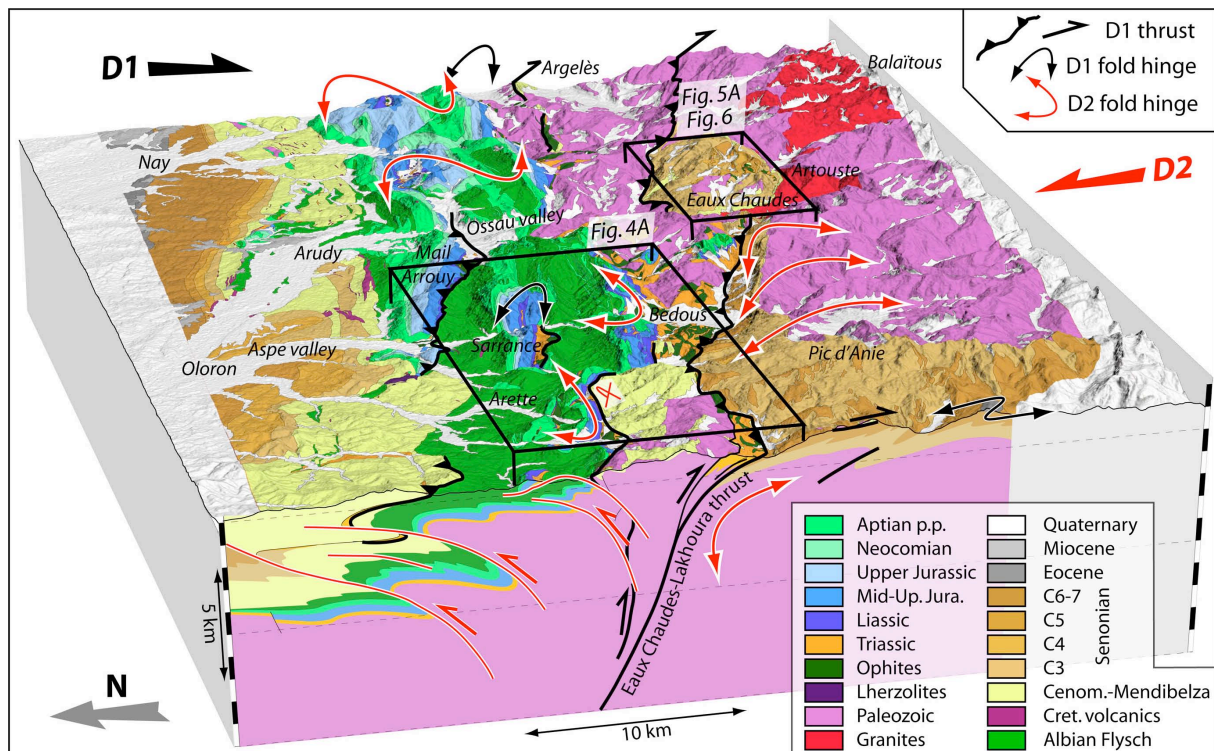 D1
D1 thrust
D1 fold hinge
D2 fold hinge
Argelès
Balaïtous
Fig. 5A
Fig. 6
Nay
D2
Artouste
Eaux Chaudes
Ossau valley
Fig. 4A
Arudy
Mail
Arrouy
Bedous
Aspe valley
Sarrance
Pic d'Anie
Oloron
Arette
Eaux Chaudes-Lakhoura thrust
5 km
N
10 km
Aptian p.p.
Neocomian
Upper Jurassic
Mid-Up. Jura.
Liassic
Triassic
Ophites
Lherzolites
Paleozoic
Granites
Quaternary
Miocene
Eocene
C6-7
C5
C4
C3
Senonian
Cenom.-Mendibelza
Cret. volcanics
Albian Flysch